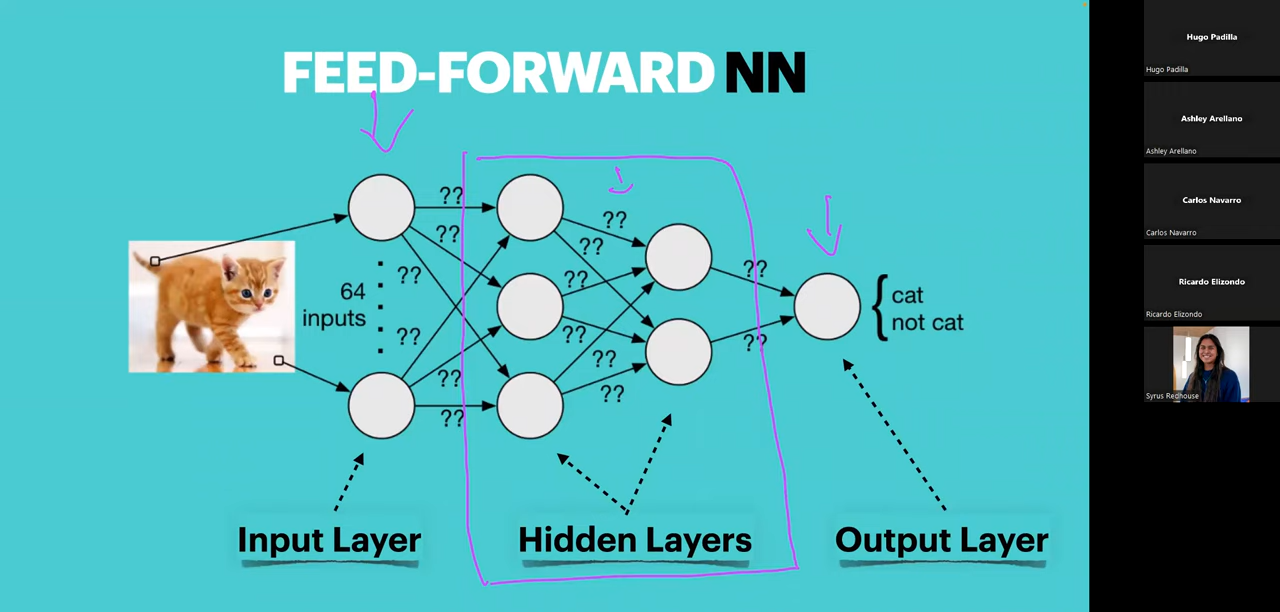 FEED-FORWARD NN
??
??
??
??
??
??
64
inputs
??
??
??
??
??
??
??
??
cat
not cat
Input Layer
Hidden Layers
Output Layer
Hugo Padilla
Hugo Padilla
Ashley Arellano
Ashley Arellano
Carlos Navarro
Carlos Navarro
Ricardo Elizondo
Ricardo Elizondo
Syrus Redhouse